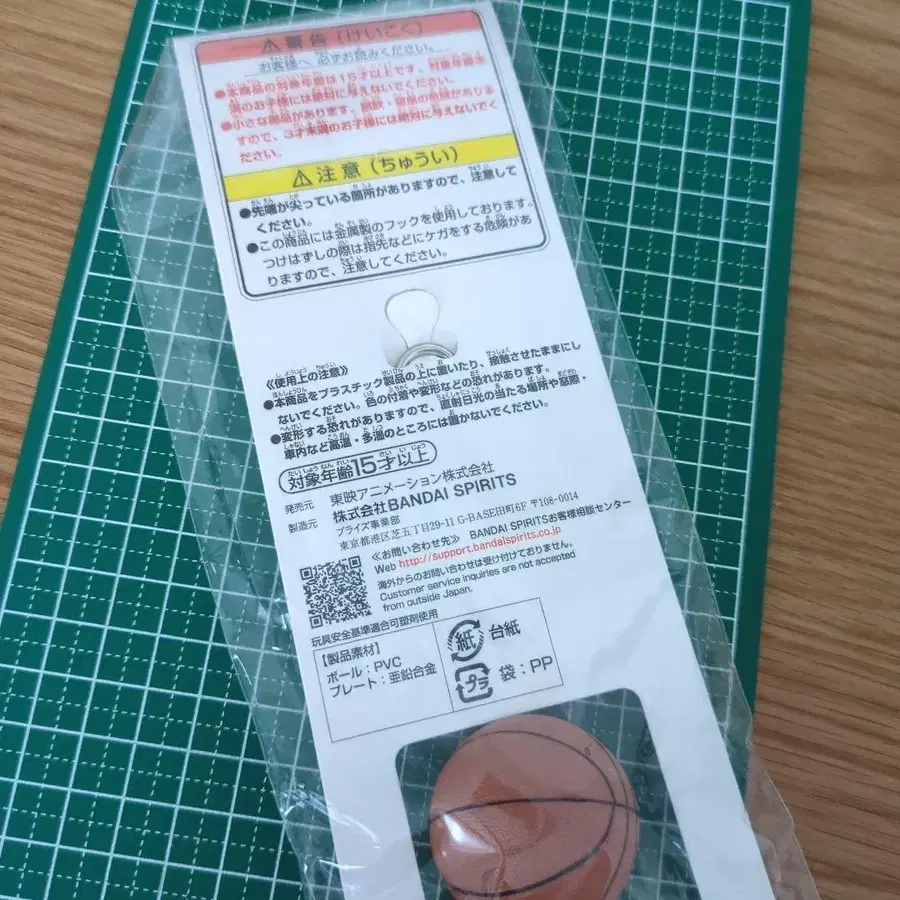 ⚠警告（けいこく）
お客様へ 必ずお読みください。
●本商品の対象年齢は15才以上です。対象年齢未
満のお子様には絶対に与えないでください。
●小さな部品があります。誤飲・窒息の危険がありま
すので、3才未満のお子様には絶対に与えないでく
ださい。
⚠注意（ちゅうい）
●先端が尖っている箇所がありますので、注意して
ください。
●この商品には金属製のフックを使用しております。
つけはずしの際は指先などにケガをする危険があ
りますので、注意してください。
《使用上の注意》
●本商品をプラスチック製品の上に置いたり、接触させたままにし
ないでください。色の付着や変形などの恐れがあります。
●変形する恐れがありますので、直射日光の当たる場所や窓際・
車内など高温・多湿のところには置かないでください。
対象年齢15才以上
発売元 東映アニメーション株式会社
製造元 株式会社BANDAI SPIRITS
プライズ事業部
東京都港区芝五丁目29-11 G-BASE田町6F 〒108-0014
《お問い合わせ先》 BANDAI SPIRITSお客様相談センター
Web http://support.bandaispirits.co.jp
海外からのお問い合わせは受け付けておりません。
Customer service inquiries are not accepted
from outside Japan.
玩具安全基準適合可塑剤使用
【製品素材】
ボール：PVC
プレート：亜鉛合金
紙 台紙
プラ 袋：PP